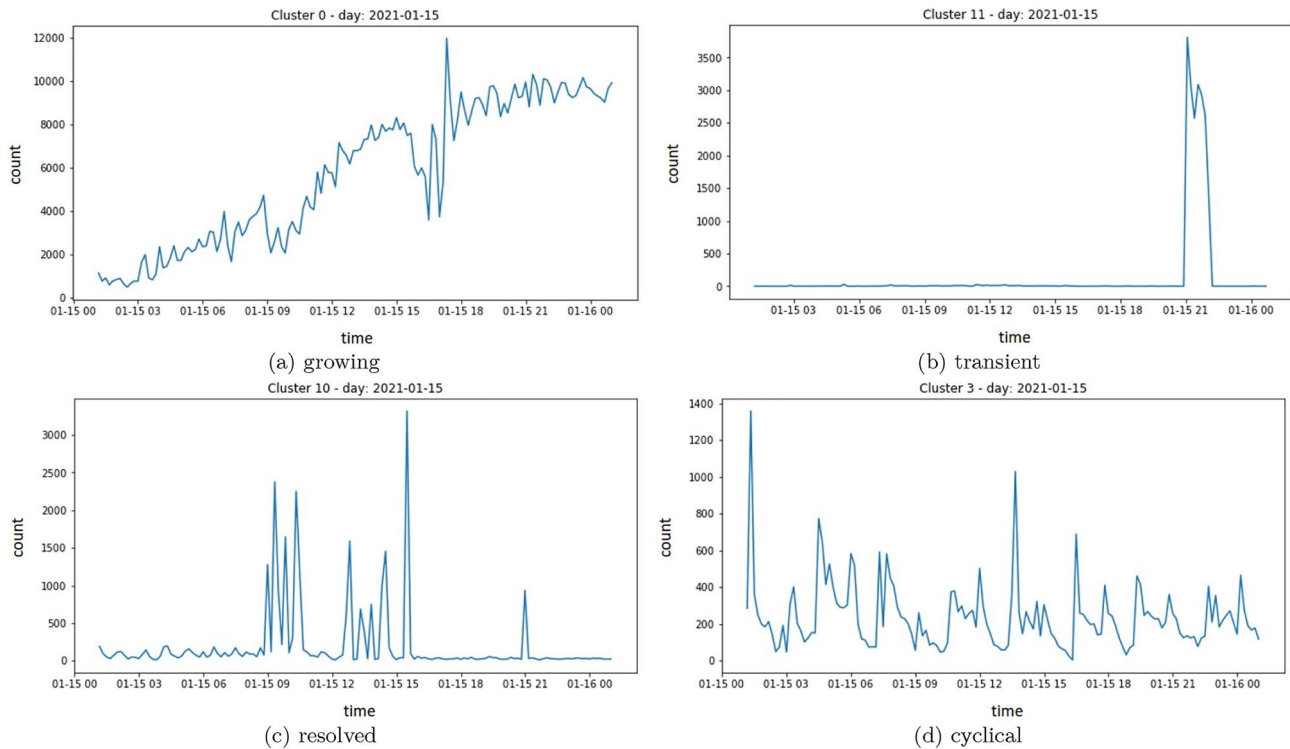 Cluster 0 - day: 2021-01-15
12000
10000
8000
6000
4000
2000
0
count
01-15 00 01-15 03 01-15 06 01-15 09 01-15 12 01-15 15 01-15 18 01-15 21 01-16 00
time
(a) growing
Cluster 11 - day: 2021-01-15
3500
3000
2500
2000
1500
1000
500
0
count
01-15 03 01-15 06 01-15 09 01-15 12 01-15 15 01-15 18 01-15 21 01-16 00
time
(b) transient
Cluster 10 - day: 2021-01-15
3000
2500
2000
1500
1000
500
0
count
01-15 00 01-15 03 01-15 06 01-15 09 01-15 12 01-15 15 01-15 18 01-15 21 01-16 00
time
(c) resolved
Cluster 3 - day: 2021-01-15
1400
1200
1000
800
600
400
200
0
count
01-15 00 01-15 03 01-15 06 01-15 09 01-15 12 01-15 15 01-15 18 01-15 21 01-16 00
time
(d) cyclical